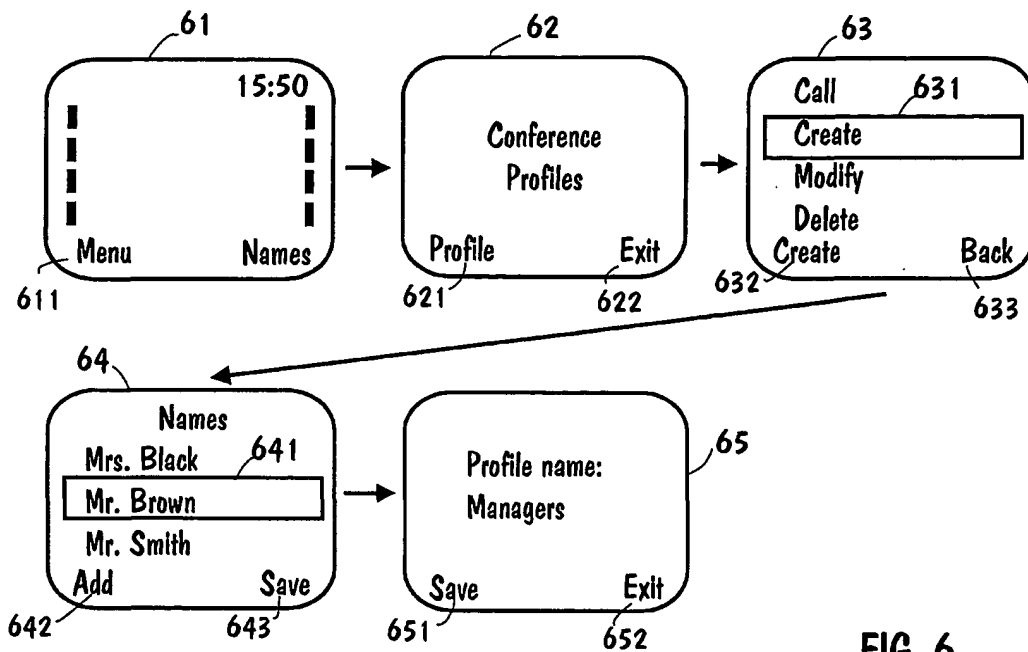 61
15:50
Menu
Names
611
62
Conference
Profiles
Profile
Exit
621
622
63
Call
631
Create
Modify
Delete
Create
Back
632
633
64
Names
Mrs. Black
641
Mr. Brown
Mr. Smith
Add
Save
642
643
65
Profile name:
Managers
Save
Exit
651
652
FIG. 6